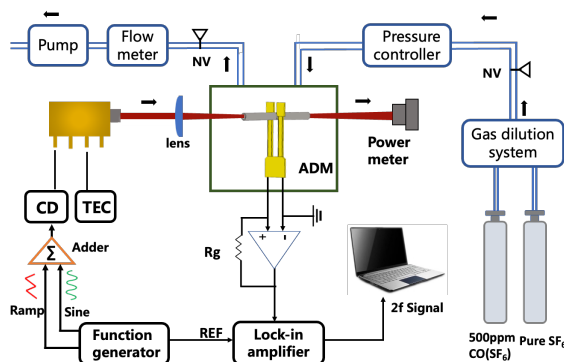 Pump
Flow
meter
NV
Pressure
controller
NV
lens
Power
meter
ADM
Gas dilution
system
CD
TEC
Σ
Adder
Rg
+
-
Ramp
Sine
2f Signal
Function
generator
REF
Lock-in
amplifier
500ppm
CO(SF₆)
Pure SF₆